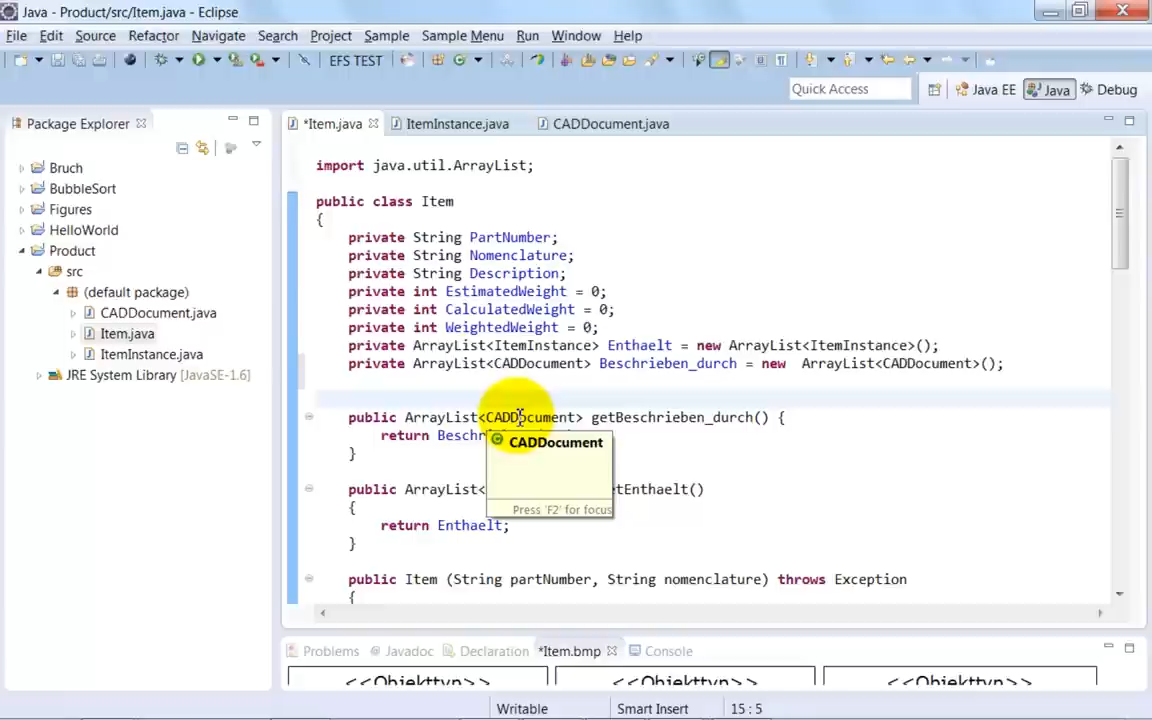 Java - Product/src/Item.java - Eclipse
File Edit Source Refactor Navigate Search Project Sample Sample Menu Run Window Help
EFS TEST
Quick Access Java EE Java Debug
Package Explorer
Bruch
BubbleSort
Figures
HelloWorld
Product
src
(default package)
CADDocument.java
Item.java
ItemInstance.java
JRE System Library [JavaSE-1.6]
*Item.java ItemInstance.java CADDocument.java
import java.util.ArrayList;
public class Item
{
private String PartNumber;
private String Nomenclature;
private String Description;
private int EstimatedWeight = 0;
private int CalculatedWeight = 0;
private int WeightedWeight = 0;
private ArrayList<ItemInstance> Enthaelt = new ArrayList<ItemInstance>();
private ArrayList<CADDocument> Beschrieben_durch = new  ArrayList<CADDocument>();
public ArrayList<CADDocument> getBeschrieben_durch() {
return Beschr
}
CADDocument
Press 'F2' for focus
public ArrayList< etEnthaelt()
{
return Enthaelt;
}
public Item (String partNumber, String nomenclature) throws Exception
{
Problems @ Javadoc Declaration *Item.bmp Console
<<Objekttyp>> <<Objekttyp>> <<Objekttyp>>
Writable Smart Insert 15 : 5